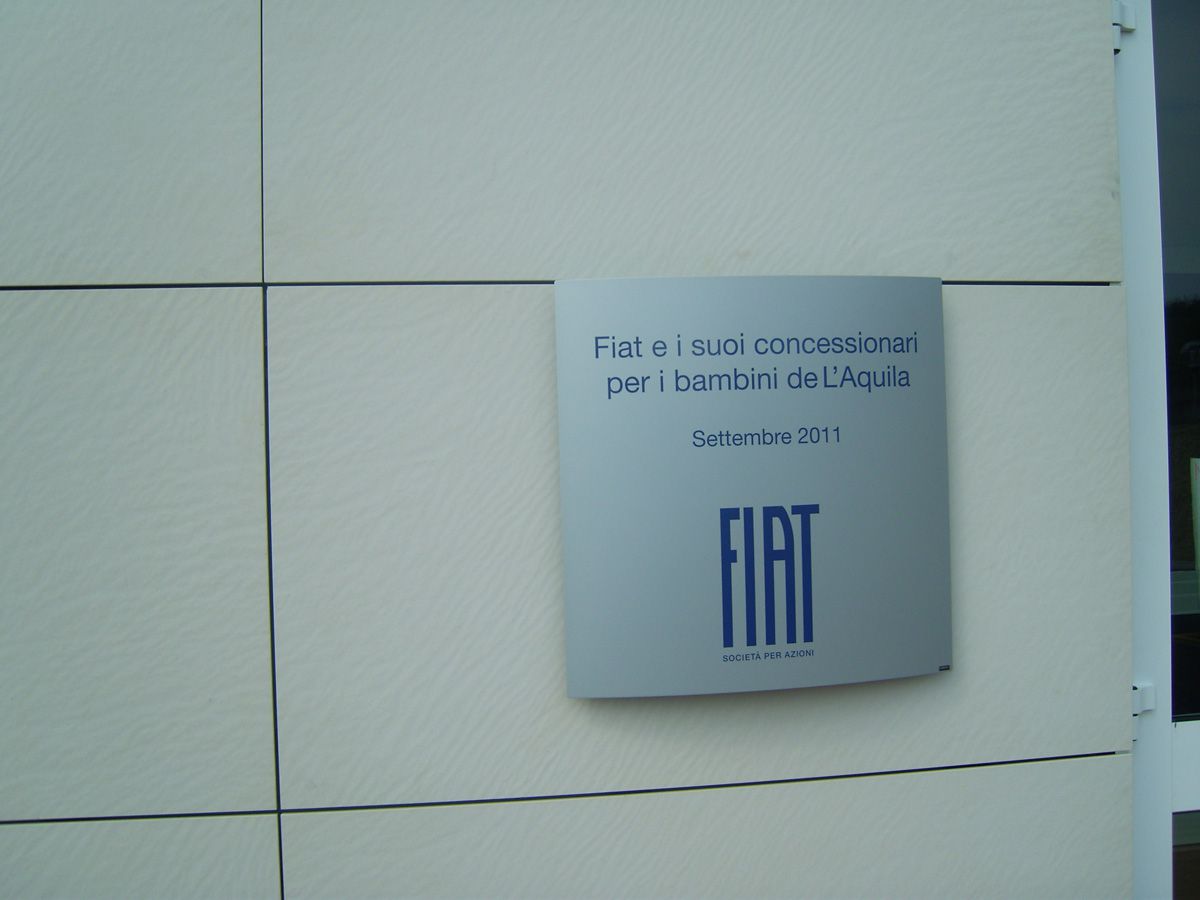 Fiat e i suoi concessionari
per i bambini de L'Aquila
Settembre 2011
FIAT
SOCIETÀ PER AZIONI